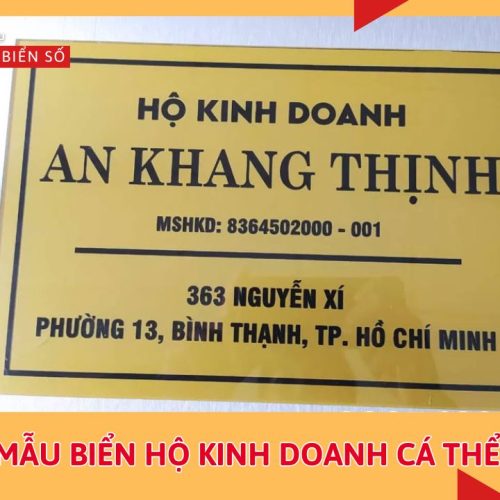 BIỂN SỐ
HỘ KINH DOANH
AN KHANG THỊNH
MSHKD: 8364502000 - 001
363 NGUYỄN XÍ
PHƯỜNG 13, BÌNH THẠNH, TP. HỒ CHÍ MINH
MẪU BIỂN HỘ KINH DOANH CÁ THỂ